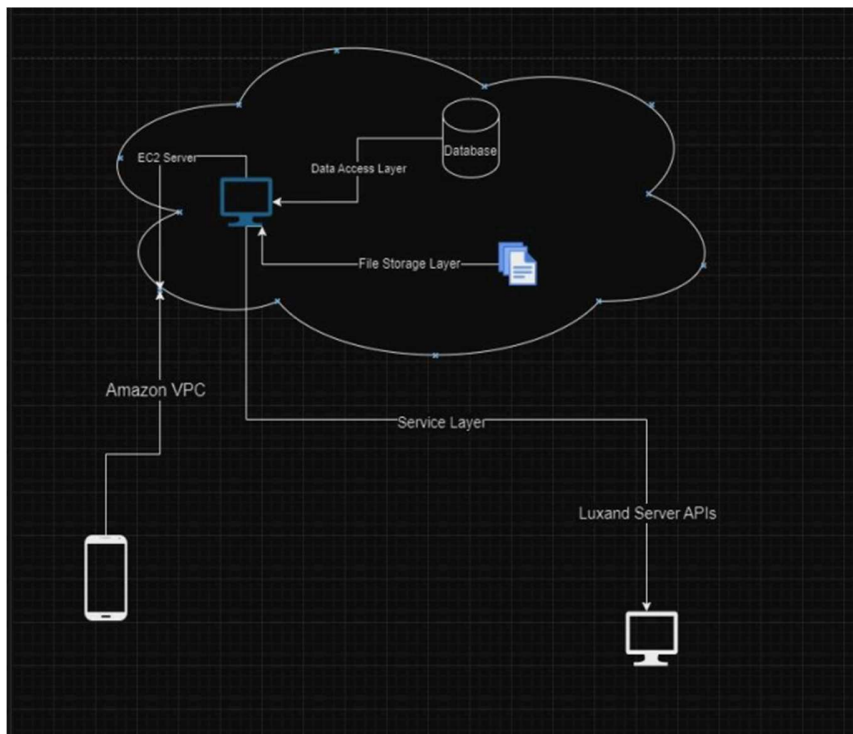 Database
EC2 Server
Data Access Layer
File Storage Layer
Amazon VPC
Service Layer
Luxand Server APIs